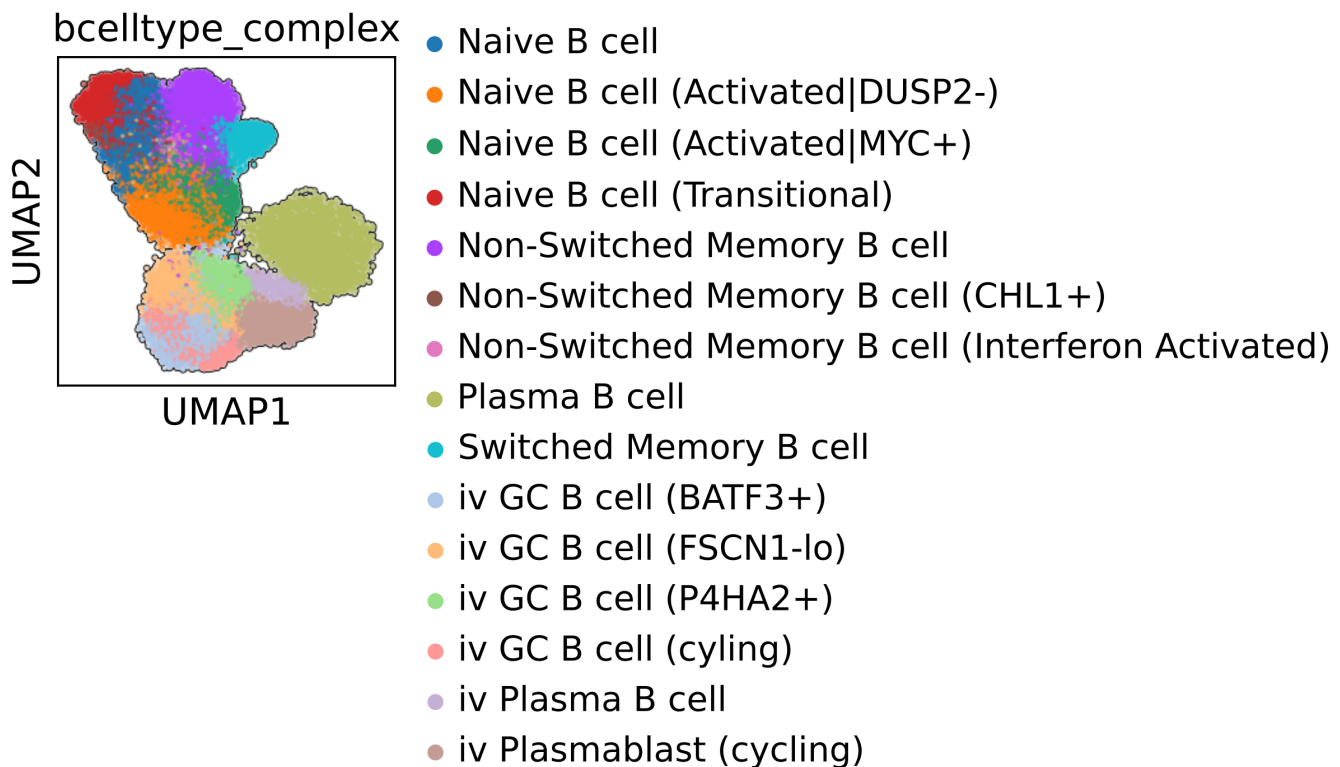 bcelltype_complex
UMAP2
UMAP1
Naive B cell
Naive B cell (Activated|DUSP2-)
Naive B cell (Activated|MYC+)
Naive B cell (Transitional)
Non-Switched Memory B cell
Non-Switched Memory B cell (CHL1+)
Non-Switched Memory B cell (Interferon Activated)
Plasma B cell
Switched Memory B cell
iv GC B cell (BATF3+)
iv GC B cell (FSCN1-lo)
iv GC B cell (P4HA2+)
iv GC B cell (cyling)
iv Plasma B cell
iv Plasmablast (cycling)